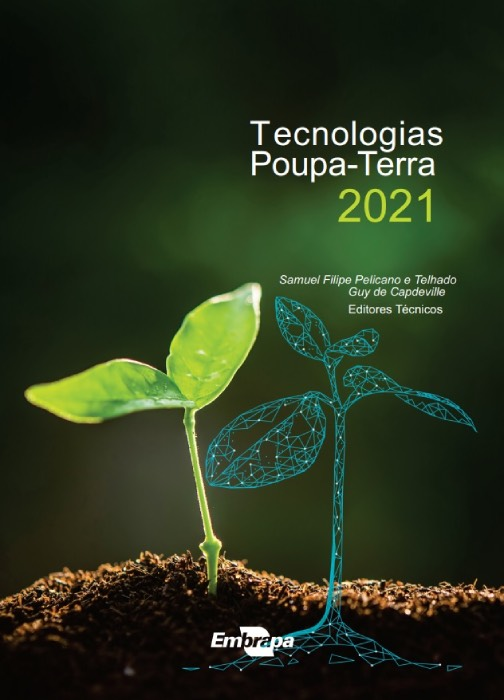 Tecnologias
Poupa-Terra
2021
Samuel Filipe Pelicano e Telhado
Guy de Capdeville
Editores Técnicos
Embrapa